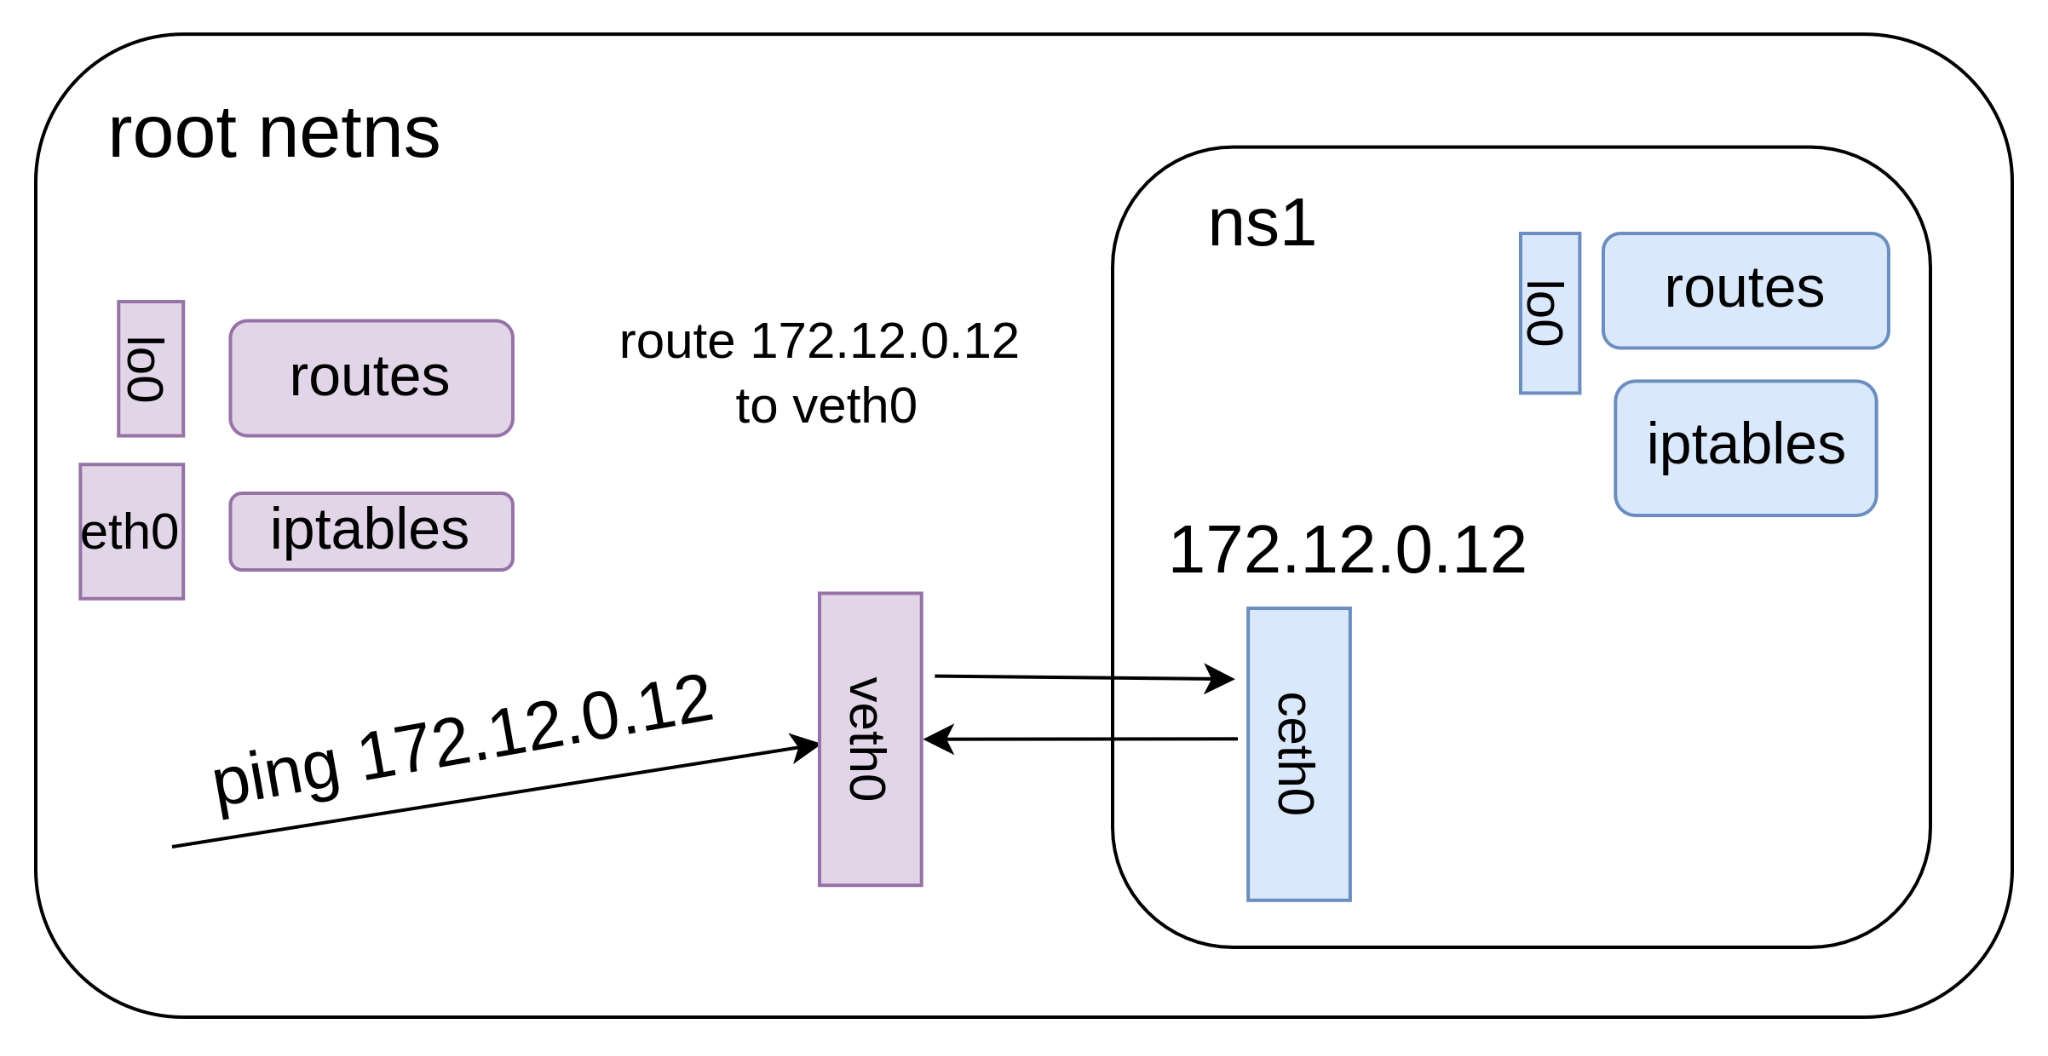 root netns
lo0
routes
eth0
iptables
route 172.12.0.12
to veth0
ping 172.12.0.12
veth0
ns1
lo0
routes
iptables
172.12.0.12
ceth0